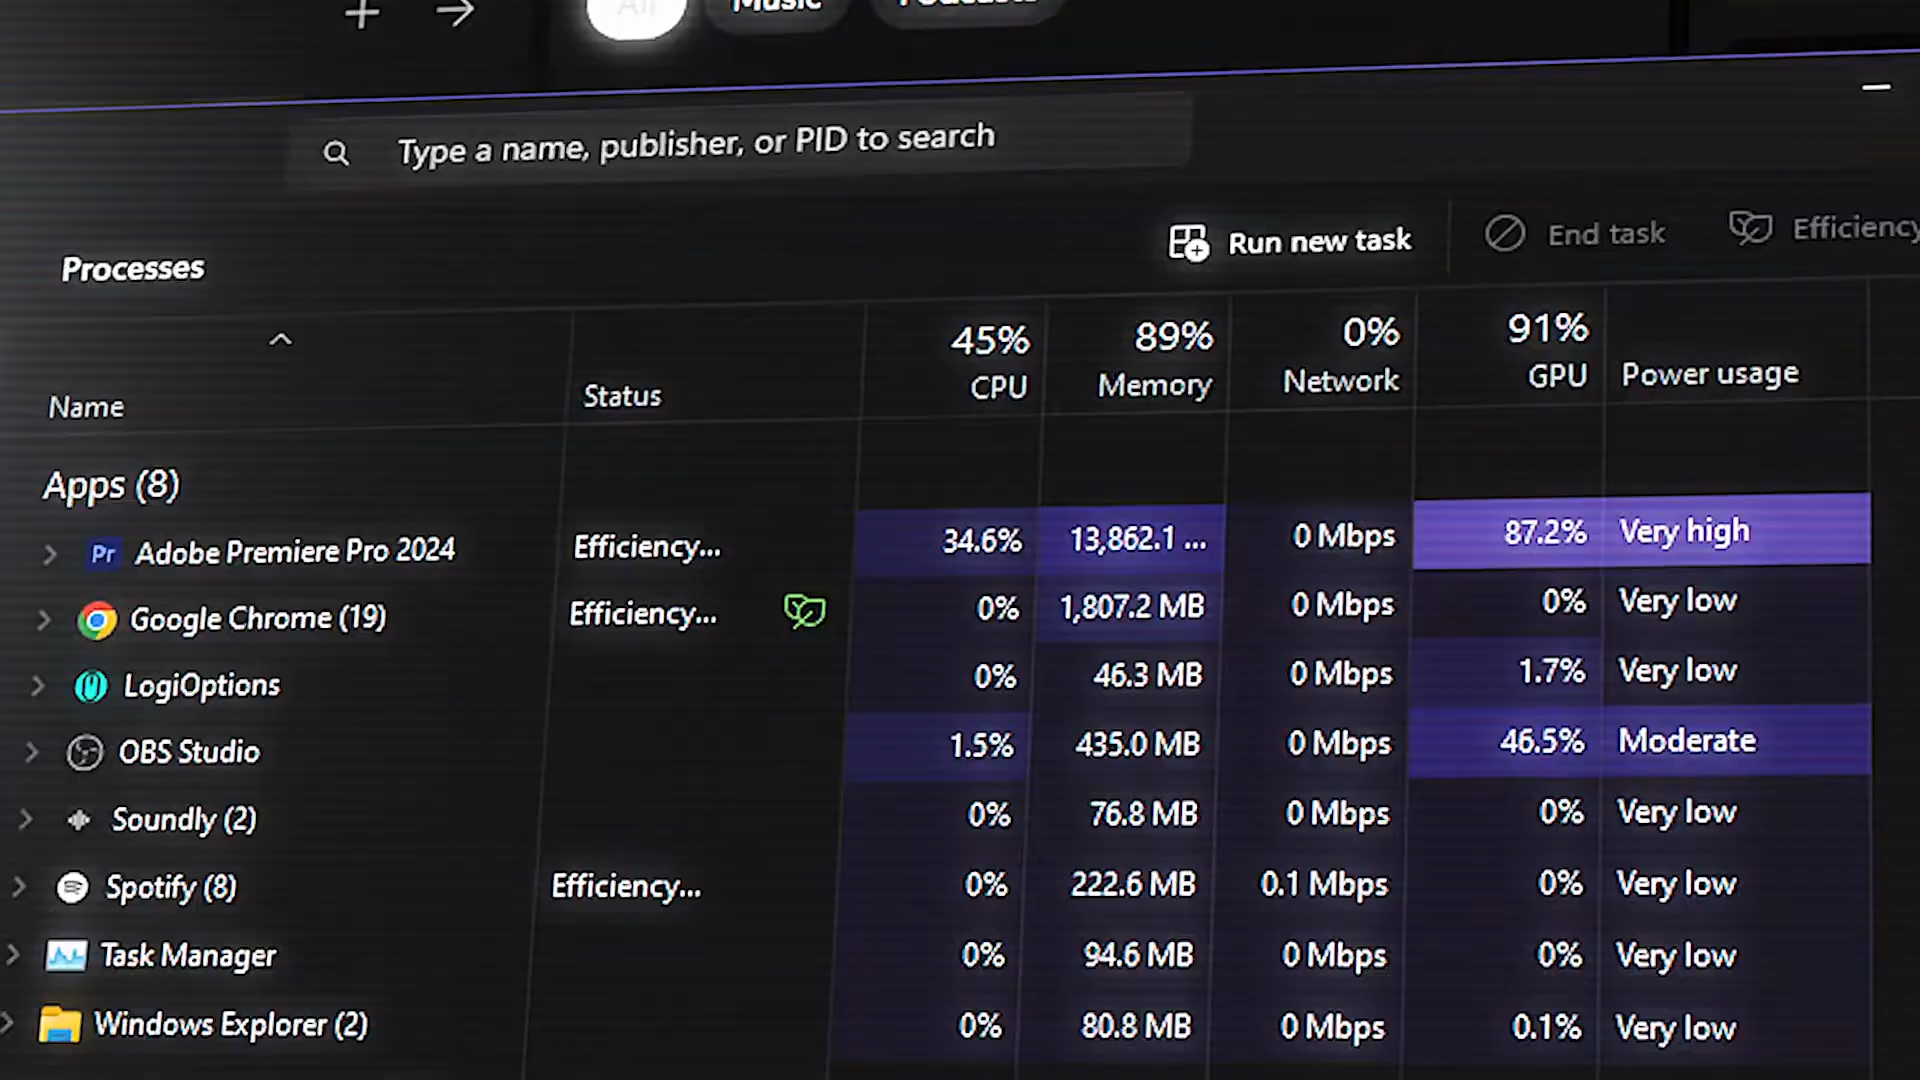 All Music Podcasts
Type a name, publisher, or PID to search
Processes
Run new task End task Efficiency
45% 89% 0% 91%
Name Status CPU Memory Network GPU Power usage
Apps (8)
Pr Adobe Premiere Pro 2024 Efficiency... 34.6% 13,862.1 ... 0 Mbps 87.2% Very high
Google Chrome (19) Efficiency... 0% 1,807.2 MB 0 Mbps 0% Very low
LogiOptions 0% 46.3 MB 0 Mbps 1.7% Very low
OBS Studio 1.5% 435.0 MB 0 Mbps 46.5% Moderate
Soundly (2) 0% 76.8 MB 0 Mbps 0% Very low
Spotify (8) Efficiency... 0% 222.6 MB 0.1 Mbps 0% Very low
Task Manager 0% 94.6 MB 0 Mbps 0% Very low
Windows Explorer (2) 0% 80.8 MB 0 Mbps 0.1% Very low